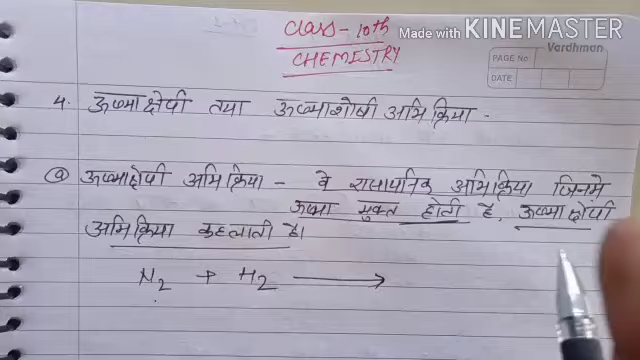 Class - 10th
CHEMISTRY
Made with KINEMASTER
Vardhman
PAGE No:
DATE
4. ऊष्माक्षेपी तथा ऊष्माशोषी अभिक्रिया -
(a) ऊष्माक्षेपी अभिक्रिया - वे रासायनिक अभिक्रिया जिनमें
ऊष्मा मुक्त होती है, ऊष्माक्षेपी
अभिक्रिया कहलाती है।
N2 + H2 ⟶